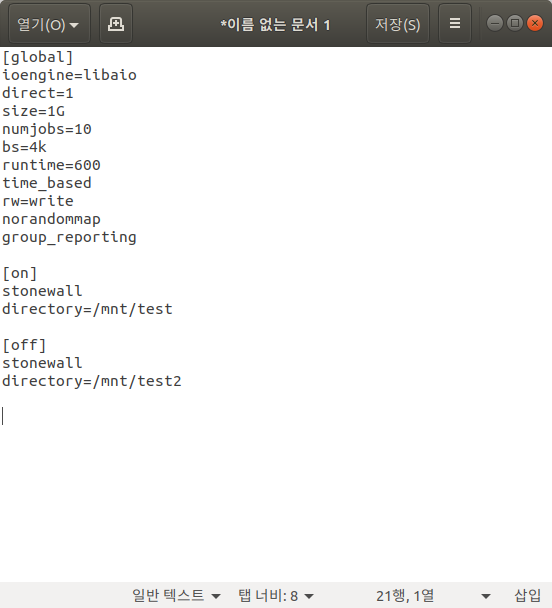 열기(O)
*이름 없는 문서 1
저장(S)
[global]
ioengine=libaio
direct=1
size=1G
numjobs=10
bs=4k
runtime=600
time_based
rw=write
norandommap
group_reporting
[on]
stonewall
directory=/mnt/test
[off]
stonewall
directory=/mnt/test2
일반 텍스트 탭 너비: 8 21행, 1열 삽입